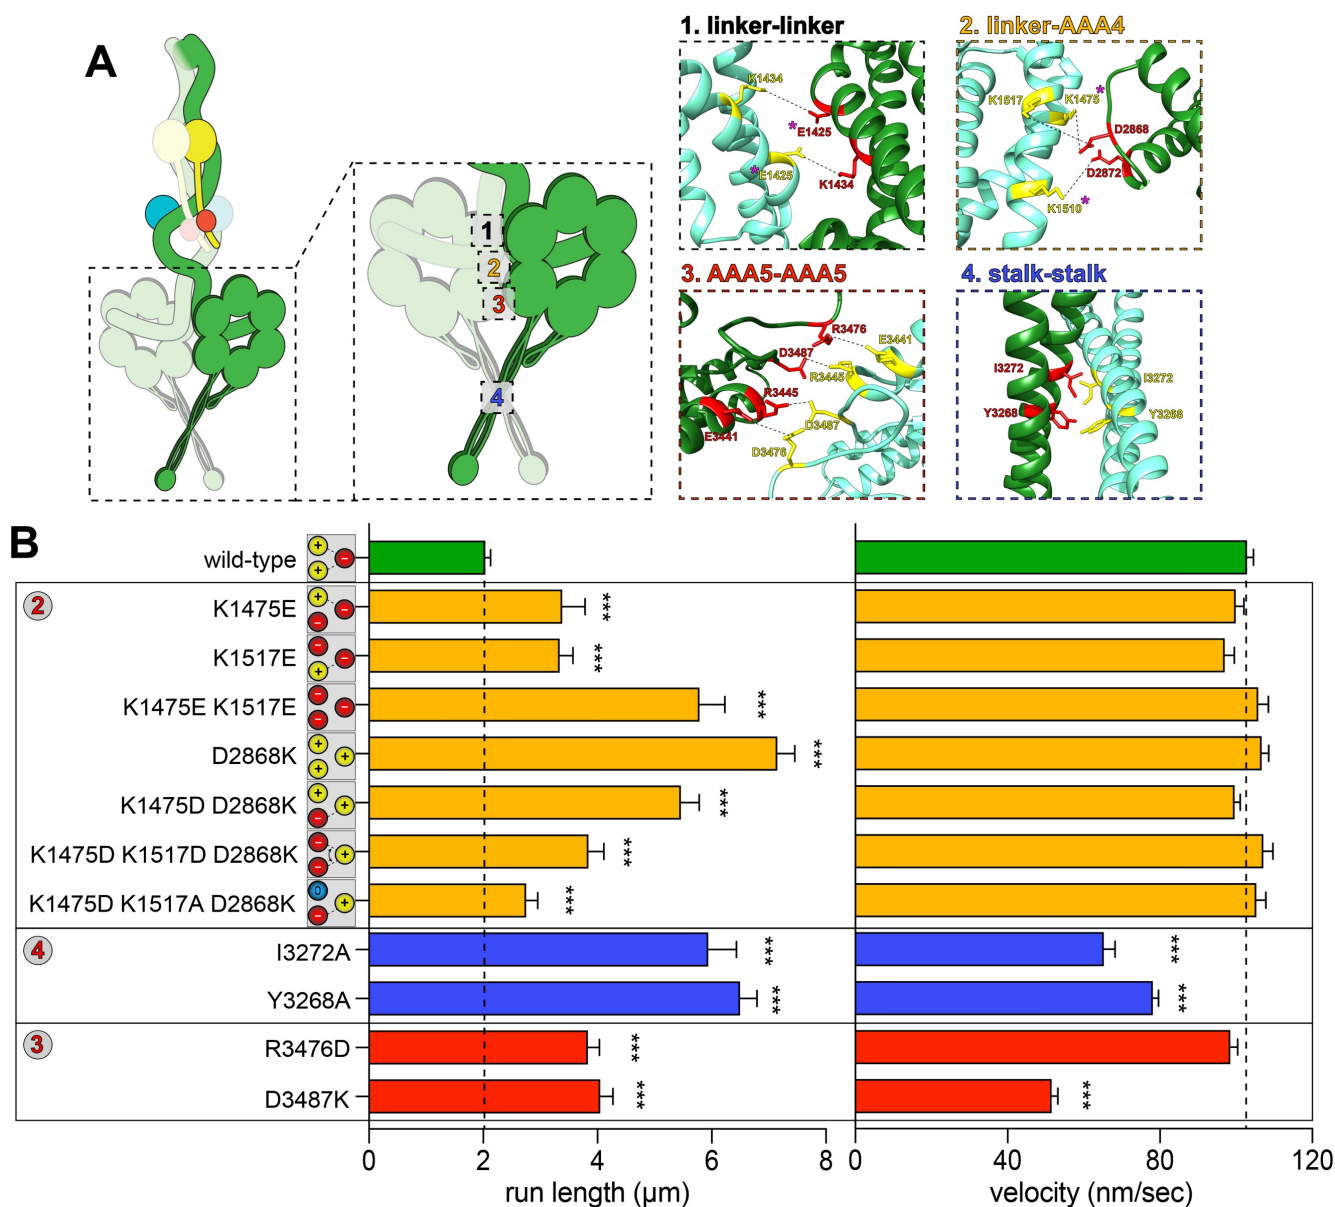 A
1. linker-linker
2. linker-AAA4
K1434
E1425
E1425
K1434
*
*
K1517
K1475
D2868
D2872
K1510
*
*
1
2
3
4
3. AAA5-AAA5
4. stalk-stalk
R3476
E3441
D3487
R3445
R3445
D3487
E3441
D3476
I3272
I3272
Y3268
Y3268
B
wild-type
+
+
−
2
K1475E
+
−
−
***
K1517E
−
+
−
***
K1475E K1517E
−
−
−
***
D2868K
+
+
+
***
K1475D D2868K
+
−
+
***
K1475D K1517D D2868K
−
−
+
***
K1475D K1517A D2868K
0
−
+
***
4
I3272A
***
***
Y3268A
***
***
3
R3476D
***
D3487K
***
***
0 2 4 6 8
run length (μm)
0 40 80 120
velocity (nm/sec)